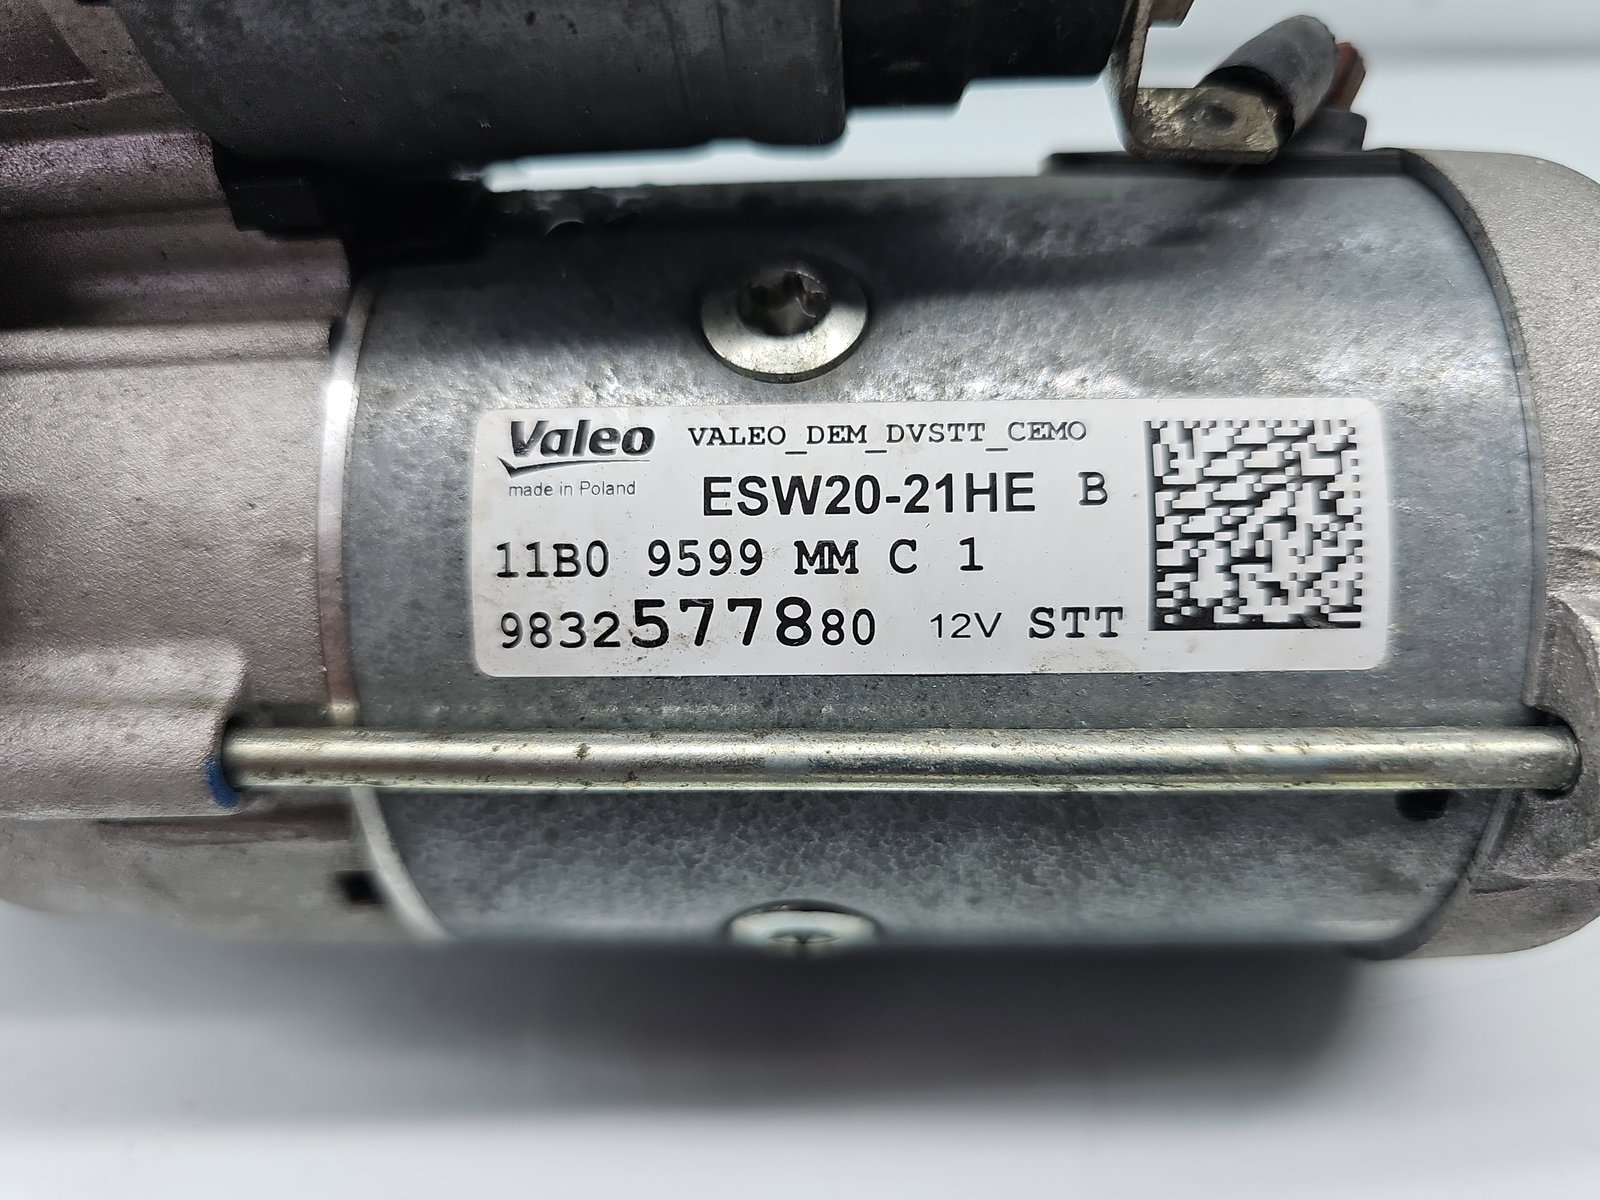 Valeo VALEO_DEM_DVSTT_CEMO
made in Poland ESW20-21HE B
11B0 9599 MM C 1
9832577880 12V STT